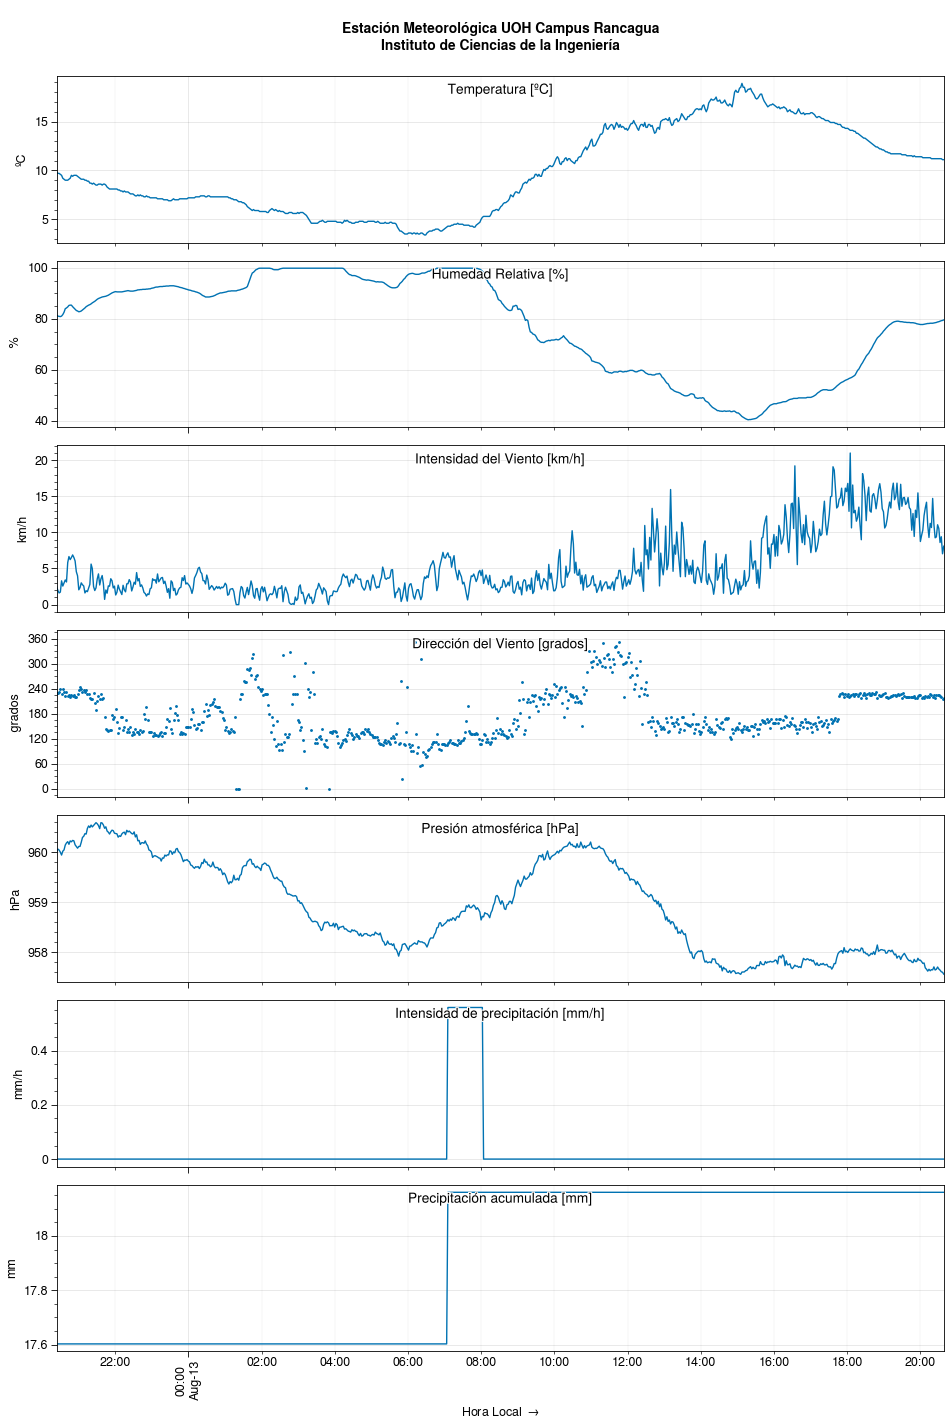 Estación Meteorológica UOH Campus Rancagua
Instituto de Ciencias de la Ingeniería
Temperatura [ºC]
ºC
15
10
5
Humedad Relativa [%]
%
100
80
60
40
Intensidad del Viento [km/h]
km/h
20
15
10
5
0
Dirección del Viento [grados]
grados
360
300
240
180
120
60
0
Presión atmosférica [hPa]
hPa
960
959
958
Intensidad de precipitación [mm/h]
mm/h
0.4
0.2
0
Precipitación acumulada [mm]
mm
18
17.8
17.6
22:00
00:00
Aug-13
02:00
04:00
06:00
08:00
10:00
12:00
14:00
16:00
18:00
20:00
Hora Local →